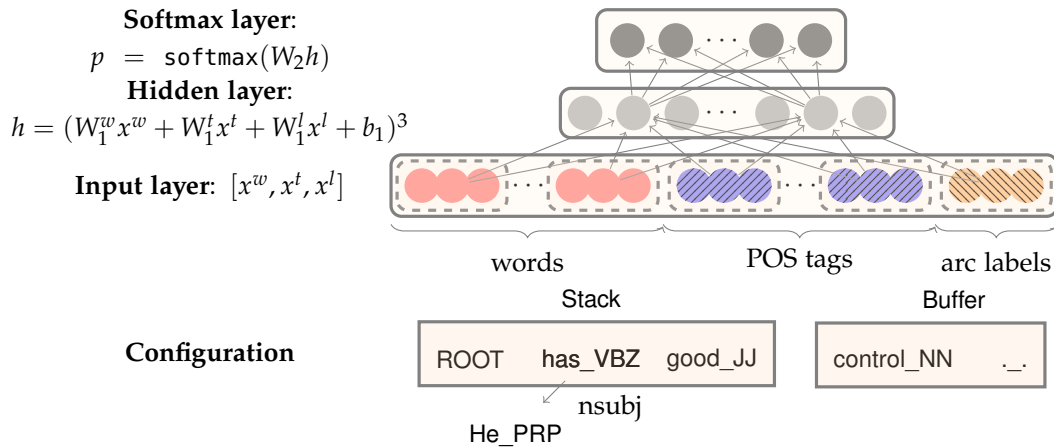 Softmax layer:
p = softmax(W₂h)
Hidden layer:
h = (W₁ʷxʷ + W₁ᵗxᵗ + W₁ˡxˡ + b₁)³
Input layer: [xʷ, xᵗ, xˡ]
· · ·
· · ·
· · · · · ·
words POS tags arc labels
Stack Buffer
Configuration ROOT has_VBZ good_JJ control_NN ._.
nsubj
He_PRP